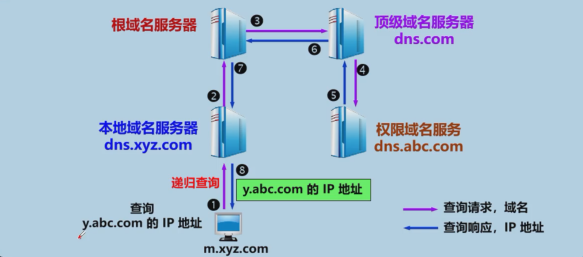 根域名服务器
❸
顶级域名服务器
dns.com
❻
❷
❼
❹
❺
本地域名服务器
dns.xyz.com
权限域名服务
dns.abc.com
递归查询
❽
y.abc.com 的 IP 地址
查询
y.abc.com 的 IP 地址
❶
m.xyz.com
查询请求，域名
查询响应，IP 地址